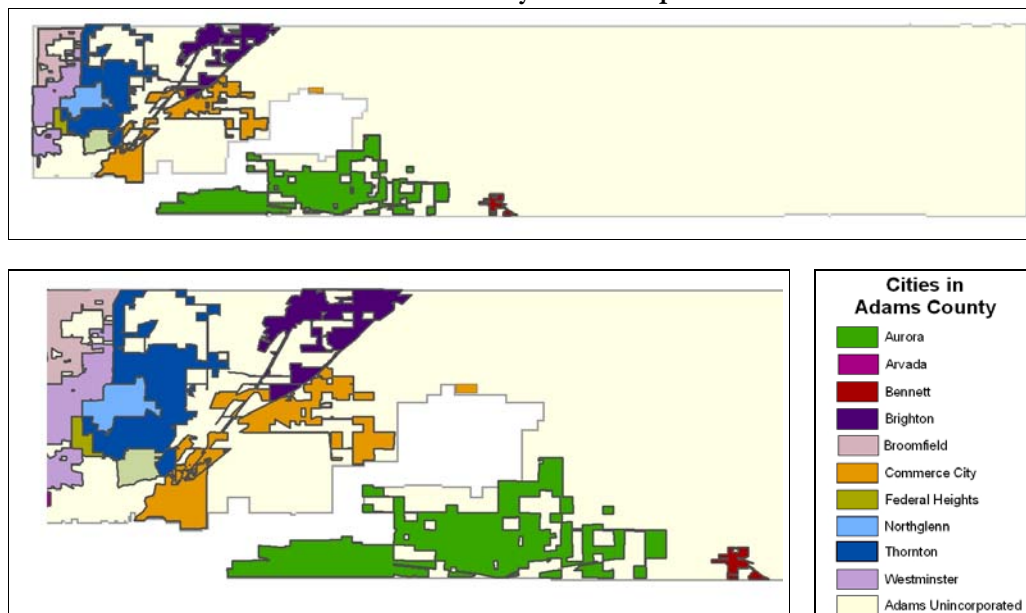 Cities in
Adams County
Aurora
Arvada
Bennett
Brighton
Broomfield
Commerce City
Federal Heights
Northglenn
Thornton
Westminster
Adams Unincorporated